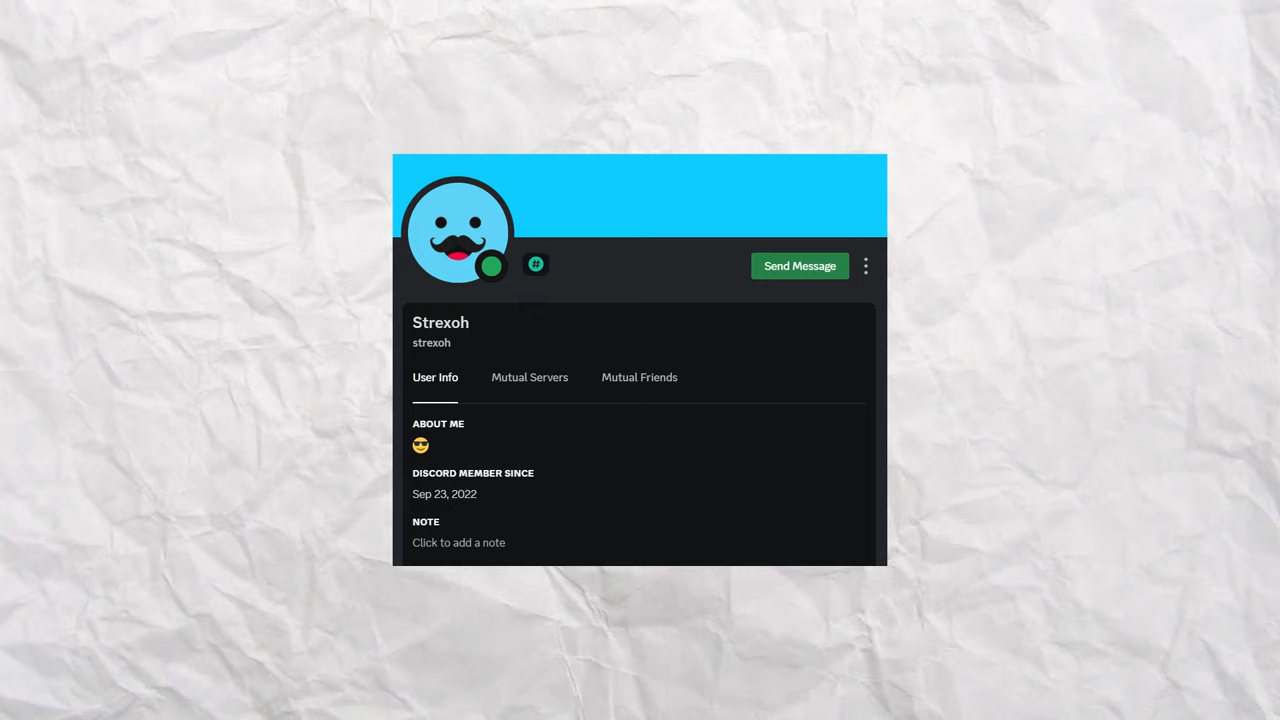 #
Send Message
Strexoh
strexoh
User Info Mutual Servers Mutual Friends
ABOUT ME
😎
DISCORD MEMBER SINCE
Sep 23, 2022
NOTE
Click to add a note